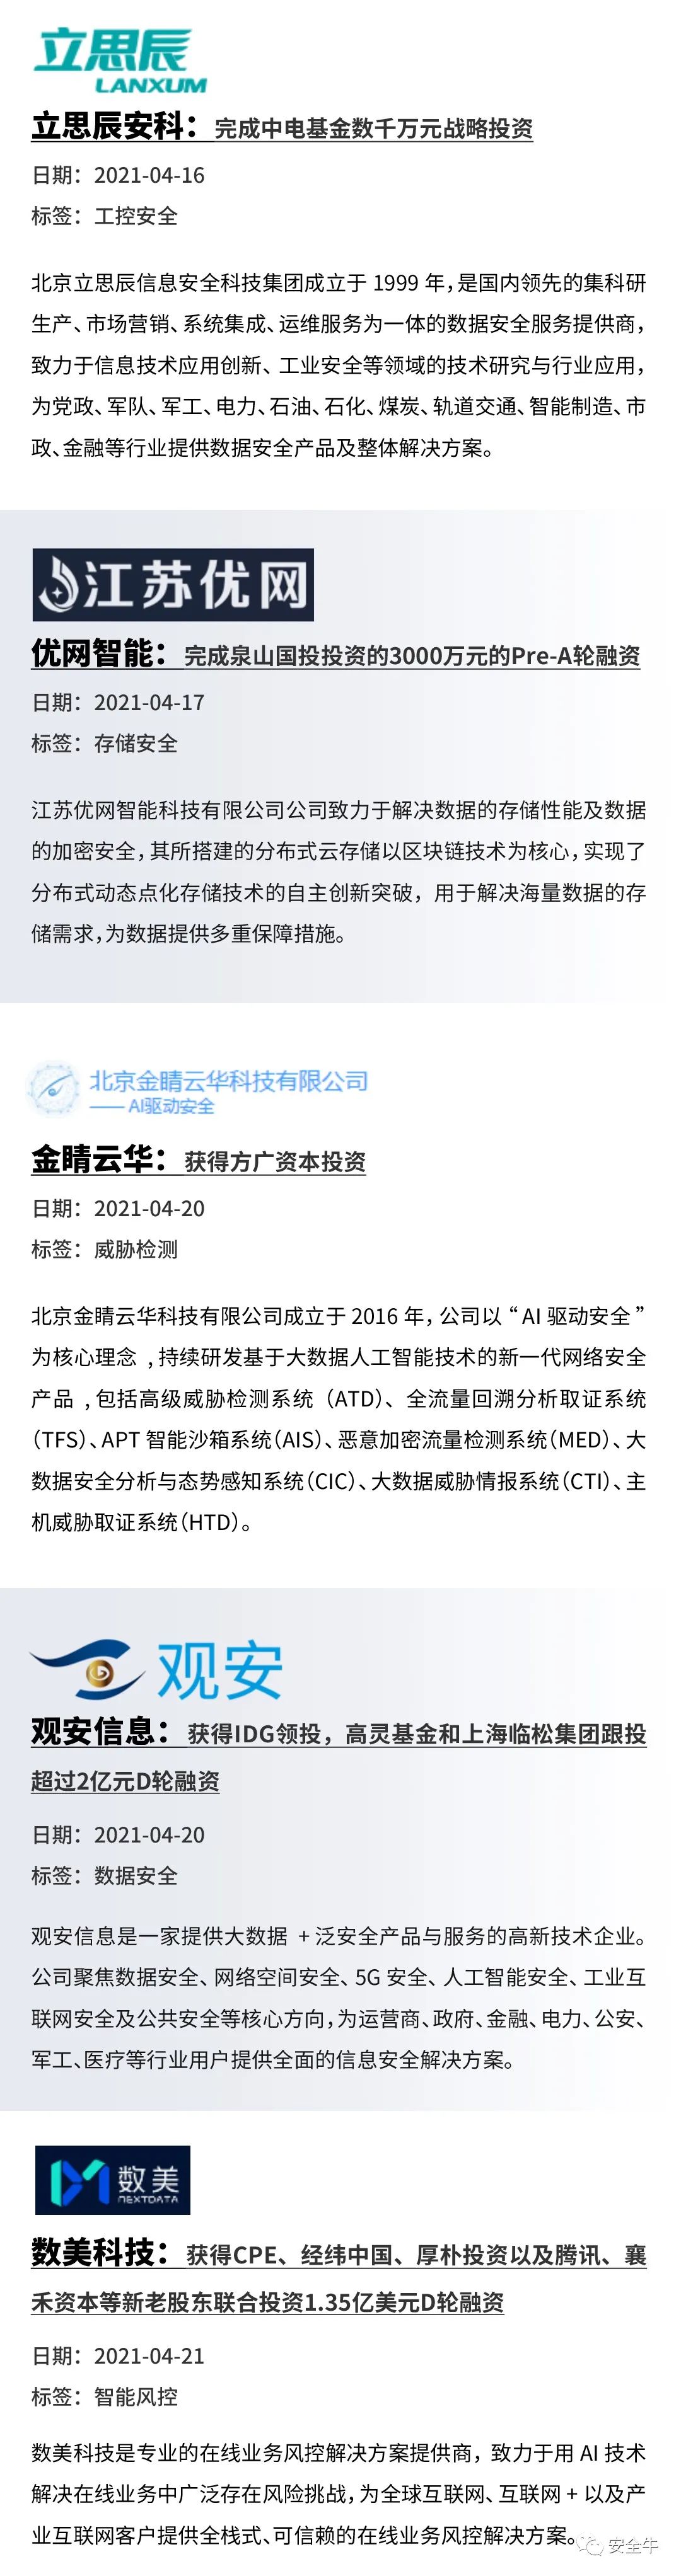 立思辰
LANXUM
立思辰安科：完成中电基金数千万元战略投资
日期：2021-04-16
标签：工控安全
北京立思辰信息安全科技集团成立于 1999 年，是国内领先的集科研
生产、市场营销、系统集成、运维服务为一体的数据安全服务提供商，
致力于信息技术应用创新、工业安全等领域的技术研究与行业应用，
为党政、军队、军工、电力、石油、石化、煤炭、轨道交通、智能制造、市
政、金融等行业提供数据安全产品及整体解决方案。
江苏优网
优网智能：完成泉山国投投资的3000万元的Pre-A轮融资
日期：2021-04-17
标签：存储安全
江苏优网智能科技有限公司公司致力于解决数据的存储性能及数据
的加密安全，其所搭建的分布式云存储以区块链技术为核心，实现了
分布式动态点化存储技术的自主创新突破，用于解决海量数据的存
储需求，为数据提供多重保障措施。
北京金睛云华科技有限公司
——AI驱动安全
金睛云华：获得方广资本投资
日期：2021-04-20
标签：威胁检测
北京金睛云华科技有限公司成立于 2016 年，公司以“AI 驱动安全”
为核心理念 ，持续研发基于大数据人工智能技术的新一代网络安全
产品 ，包括高级威胁检测系统（ATD）、全流量回溯分析取证系统
（TFS）、APT 智能沙箱系统（AIS）、恶意加密流量检测系统（MED）、大
数据安全分析与态势感知系统（CIC）、大数据威胁情报系统（CTI）、主
机威胁取证系统（HTD）。
观安
观安信息：获得IDG领投，高灵基金和上海临松集团跟投
超过2亿元D轮融资
日期：2021-04-20
标签：数据安全
观安信息是一家提供大数据 + 泛安全产品与服务的高新技术企业。
公司聚焦数据安全、网络空间安全、5G 安全、人工智能安全、工业互
联网安全及公共安全等核心方向，为运营商、政府、金融、电力、公安、
军工、医疗等行业用户提供全面的信息安全解决方案。
数美
NEXTDATA
数美科技：获得CPE、经纬中国、厚朴投资以及腾讯、襄
禾资本等新老股东联合投资1.35亿美元D轮融资
日期：2021-04-21
标签：智能风控
数美科技是专业的在线业务风控解决方案提供商，致力于用 AI 技术
解决在线业务中广泛存在风险挑战，为全球互联网、互联网 + 以及产
业互联网客户提供全栈式、可信赖的在线业务风控解决方案。
安全牛